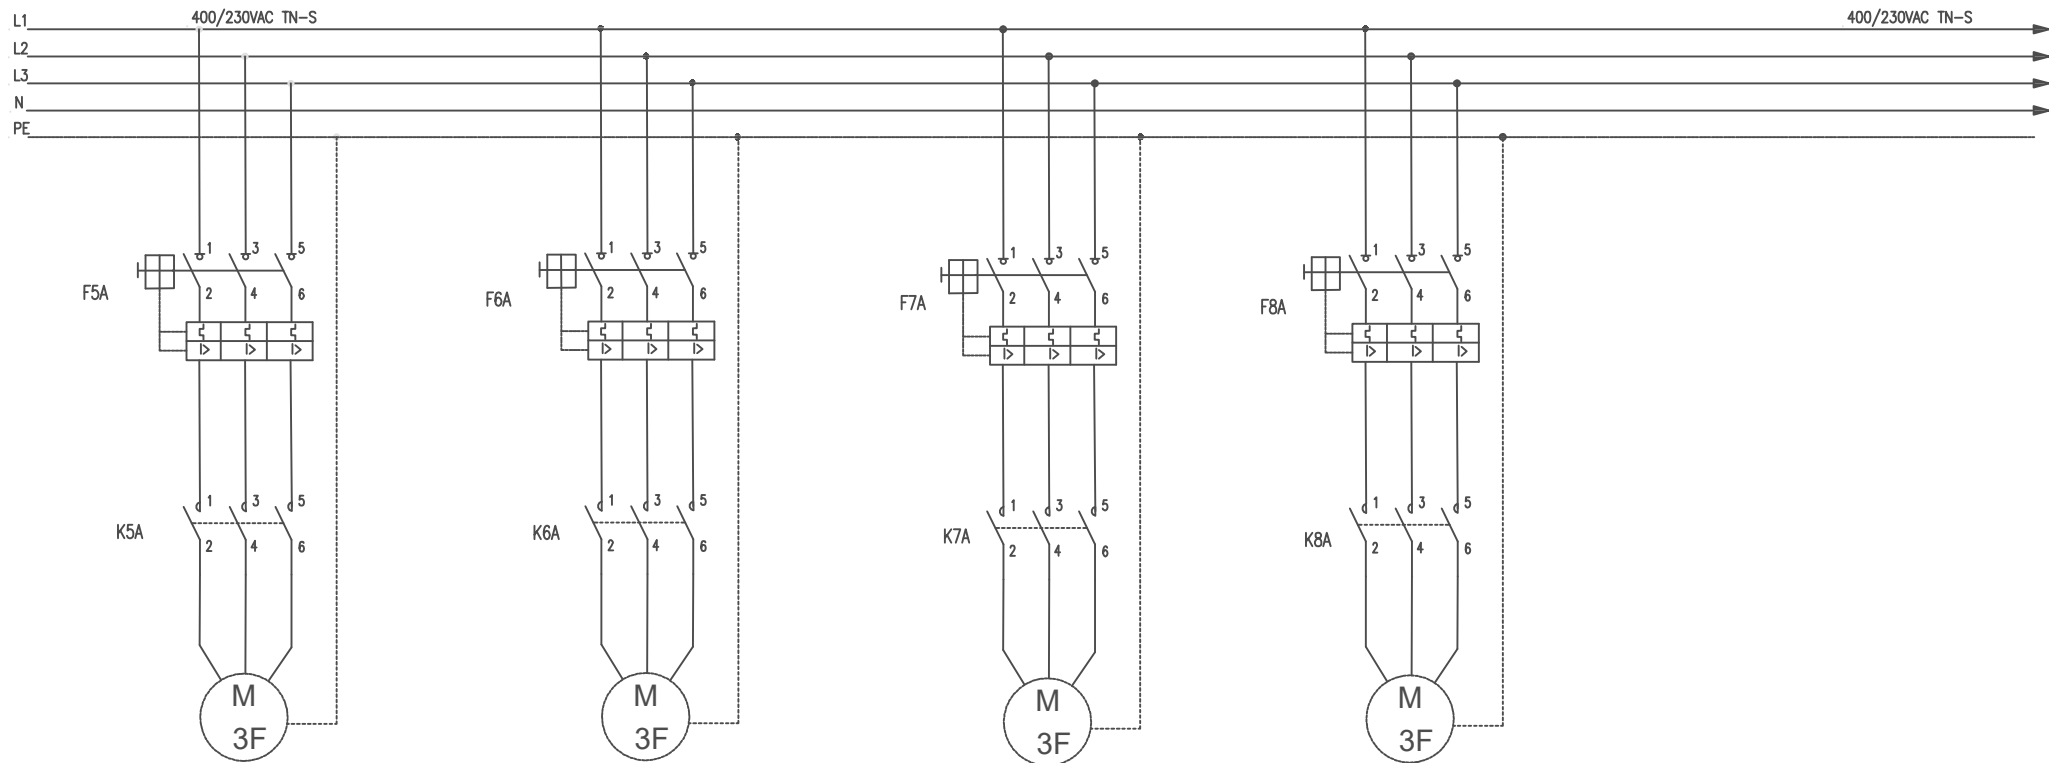 L1
400/230VAC TN-S
400/230VAC TN-S
L2
L3
N
PE
1 3 5
F5A
2 4 6
I> I> I>
1 3 5
K5A
2 4 6
M
3F
1 3 5
F6A
2 4 6
I> I> I>
1 3 5
K6A
2 4 6
M
3F
1 3 5
F7A
2 4 6
I> I> I>
1 3 5
K7A
2 4 6
M
3F
1 3 5
F8A
2 4 6
I> I> I>
1 3 5
K8A
2 4 6
M
3F